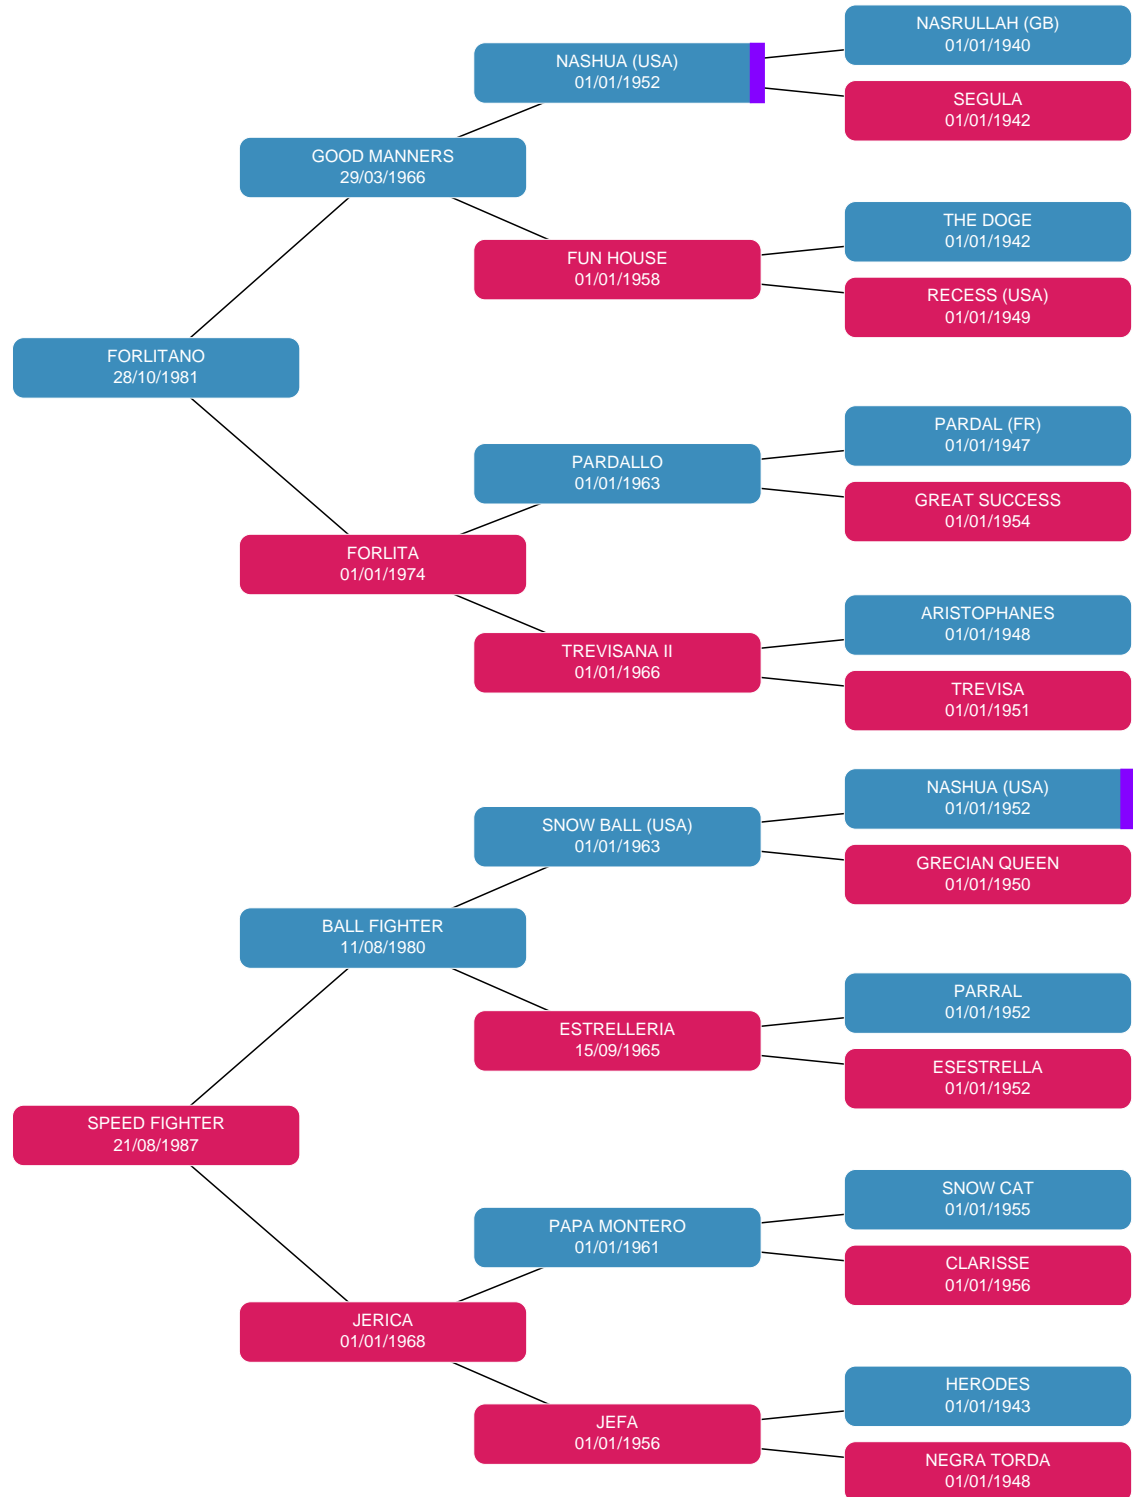 NASRULLAH (GB)
01/01/1940
NASHUA (USA)
01/01/1952
SEGULA
01/01/1942
GOOD MANNERS
29/03/1966
THE DOGE
01/01/1942
FUN HOUSE
01/01/1958
RECESS (USA)
01/01/1949
FORLITANO
28/10/1981
PARDAL (FR)
01/01/1947
PARDALLO
01/01/1963
GREAT SUCCESS
01/01/1954
FORLITA
01/01/1974
ARISTOPHANES
01/01/1948
TREVISANA II
01/01/1966
TREVISA
01/01/1951
NASHUA (USA)
01/01/1952
SNOW BALL (USA)
01/01/1963
GRECIAN QUEEN
01/01/1950
BALL FIGHTER
11/08/1980
PARRAL
01/01/1952
ESTRELLERIA
15/09/1965
ESESTRELLA
01/01/1952
SPEED FIGHTER
21/08/1987
SNOW CAT
01/01/1955
PAPA MONTERO
01/01/1961
CLARISSE
01/01/1956
JERICA
01/01/1968
HERODES
01/01/1943
JEFA
01/01/1956
NEGRA TORDA
01/01/1948